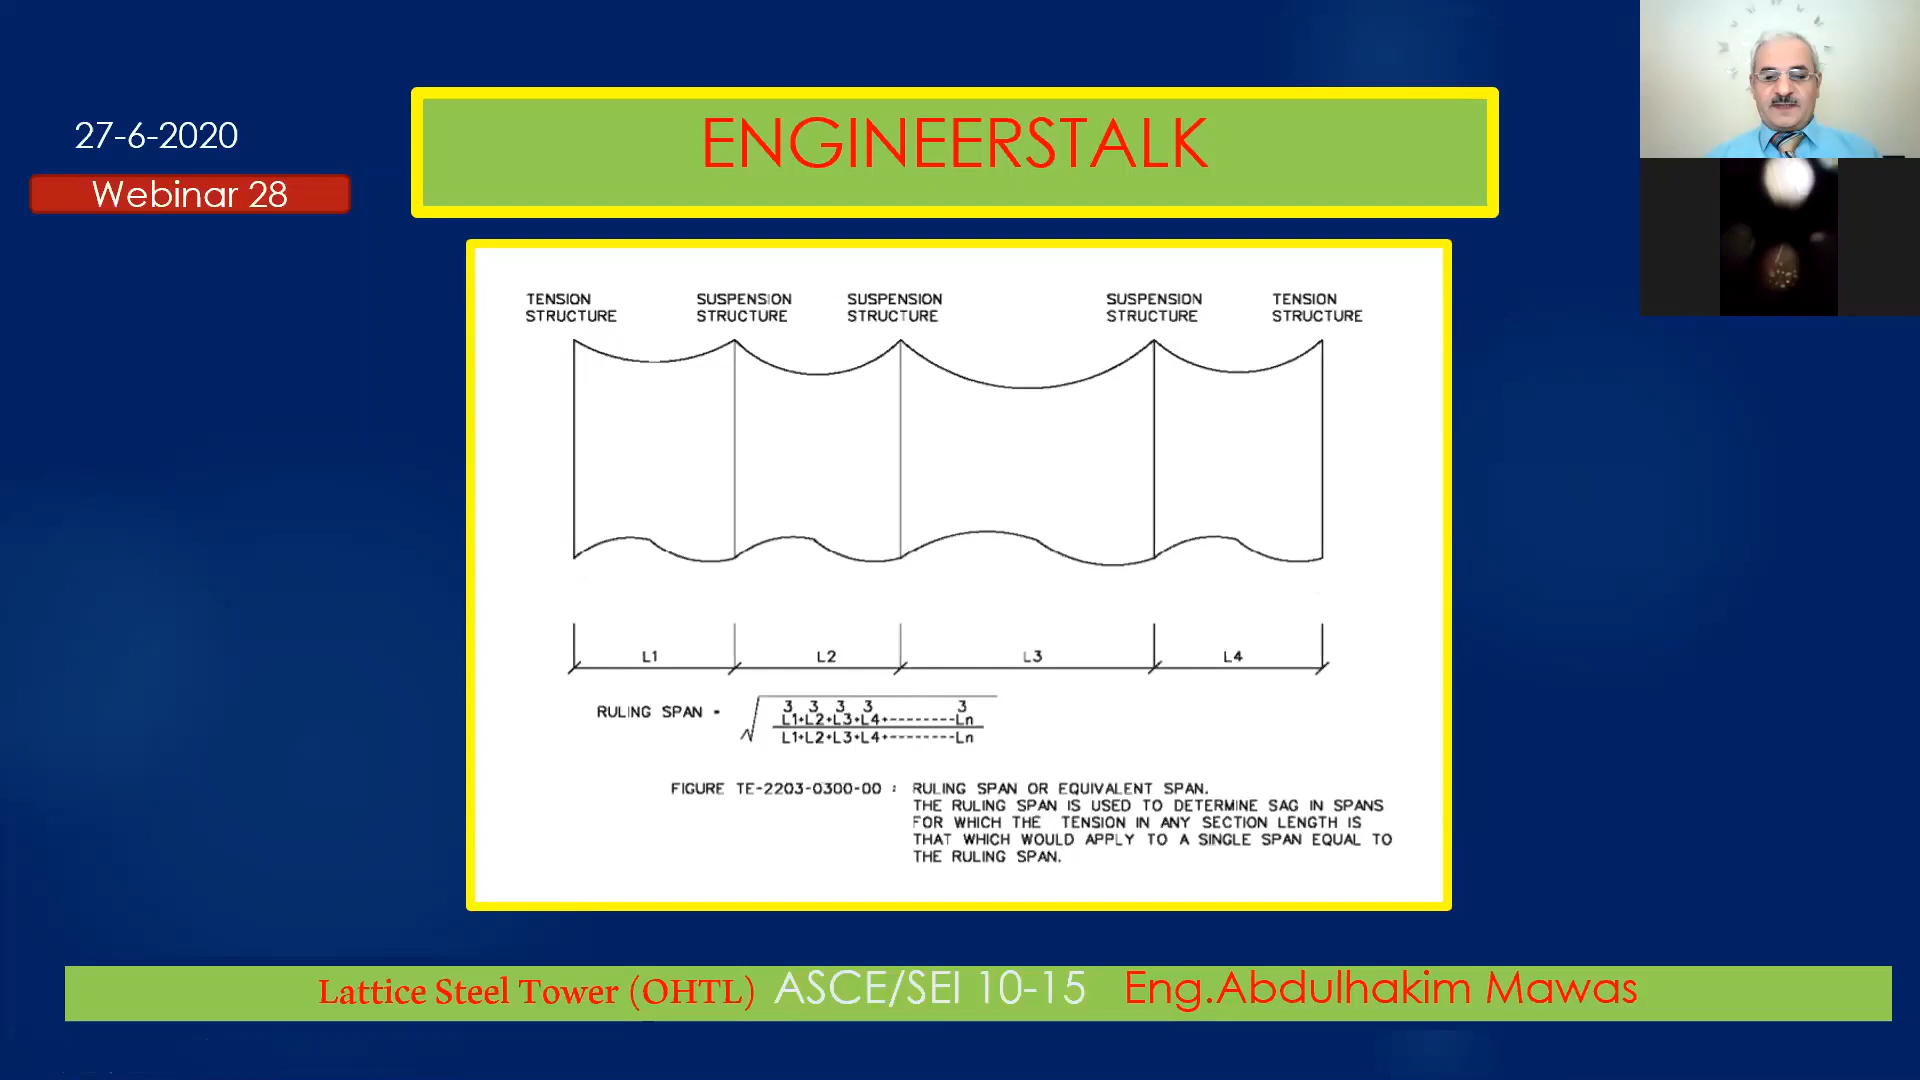 27-6-2020
Webinar 28
ENGINEERSTALK
TENSION STRUCTURE
SUSPENSION STRUCTURE
SUSPENSION STRUCTURE
SUSPENSION STRUCTURE
TENSION STRUCTURE
L1
L2
L3
L4
RULING SPAN =
3 3 3 3 3
L1+L2+L3+L4+--------Ln
L1+L2+L3+L4+--------Ln
FIGURE TE-2203-0300-00 : RULING SPAN OR EQUIVALENT SPAN.
THE RULING SPAN IS USED TO DETERMINE SAG IN SPANS
FOR WHICH THE TENSION IN ANY SECTION LENGTH IS
THAT WHICH WOULD APPLY TO A SINGLE SPAN EQUAL TO
THE RULING SPAN.
Lattice Steel Tower (OHTL) ASCE/SEI 10-15 Eng.Abdulhakim Mawas